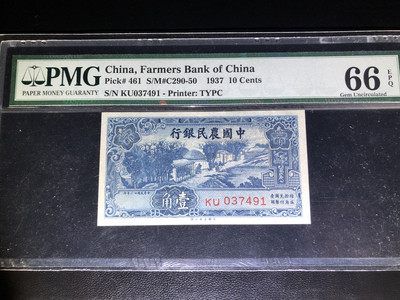 PMG
PAPER MONEY GUARANTY
China, Farmers Bank of China
Pick# 461 S/M#C290-50 1937 10 Cents
S/N KU037491 - Printer: TYPC
66 EPQ
Gem Uncirculated
行銀民農國中
角壹
KU 037491